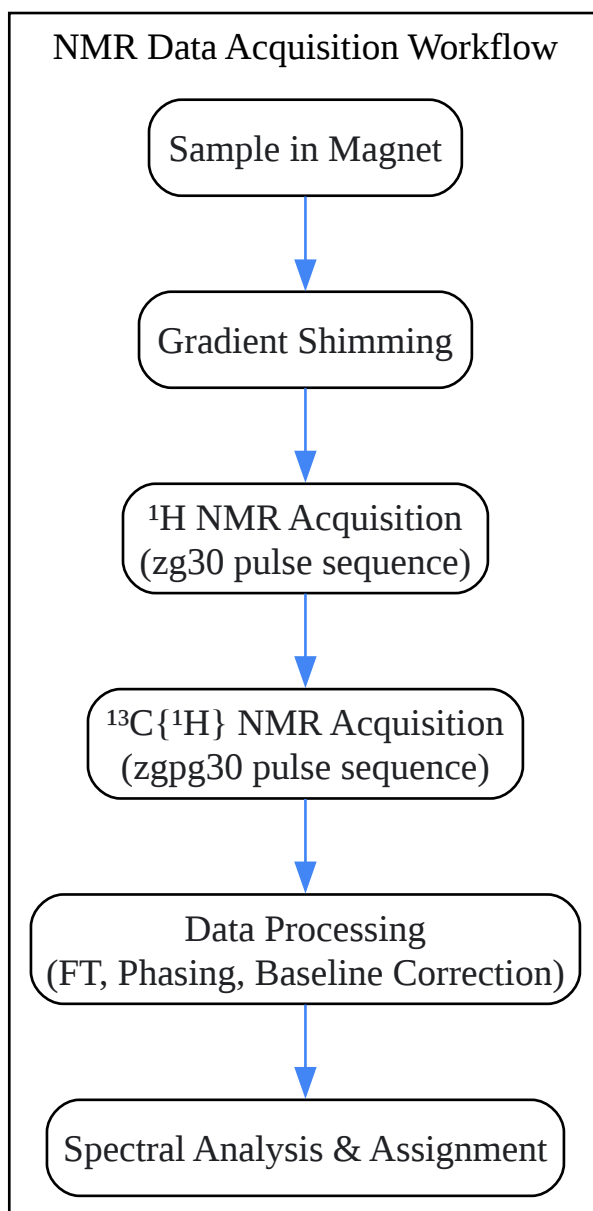 NMR Data Acquisition Workflow
Sample in Magnet
Gradient Shimming
¹H NMR Acquisition
(zg30 pulse sequence)
¹³C{¹H} NMR Acquisition
(zgpg30 pulse sequence)
Data Processing
(FT, Phasing, Baseline Correction)
Spectral Analysis & Assignment